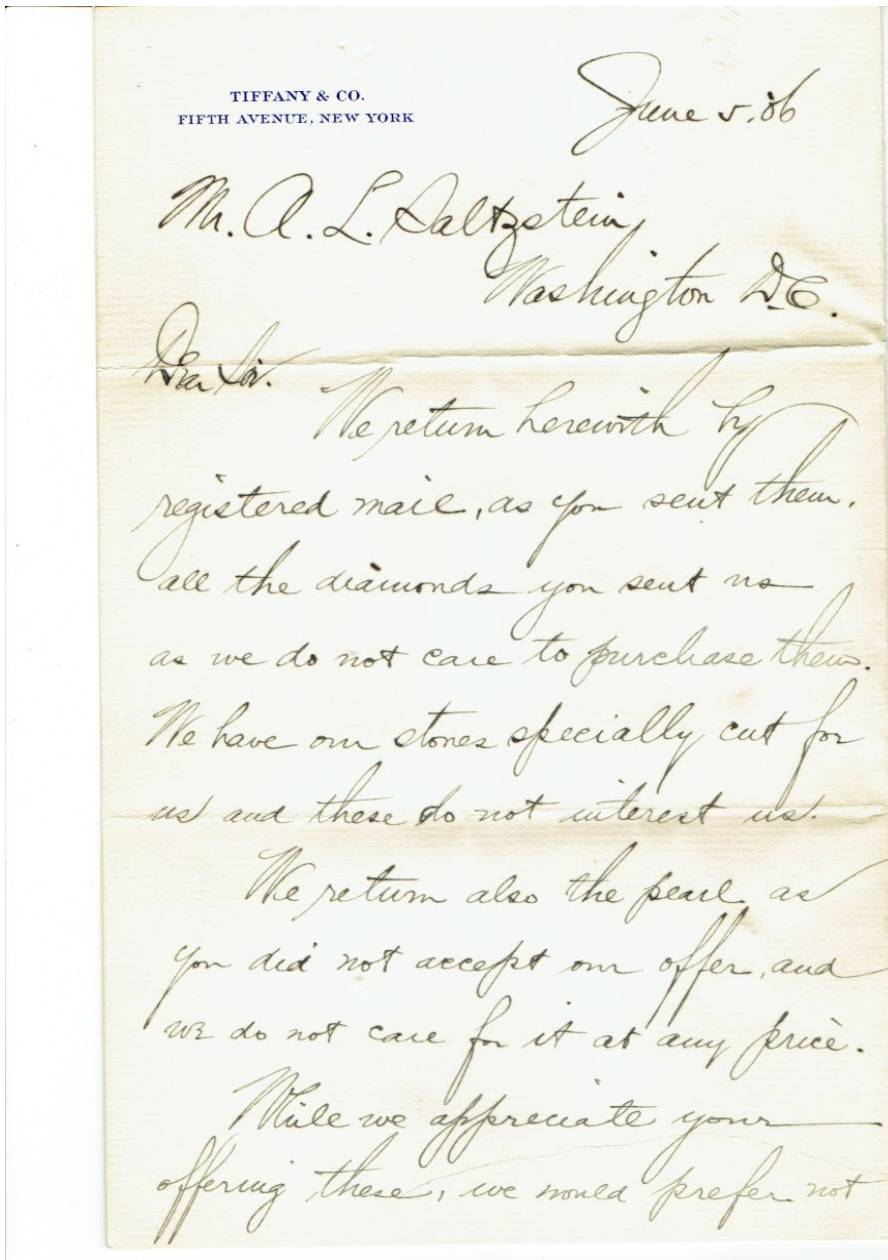 TIFFANY & CO.
FIFTH AVENUE, NEW YORK
June 5. 06
Mr. A. L. Saltzstein,
Washington D.C.
Dear Sir.
We return herewith by
registered mail, as you sent them.
all the diamonds you sent us
as we do not care to purchase them.
We have our stones specially cut for
us and these do not interest us.
We return also the pearl as
you did not accept our offer, and
we do not care for it at any price.
While we appreciate your
offering these, we would prefer not